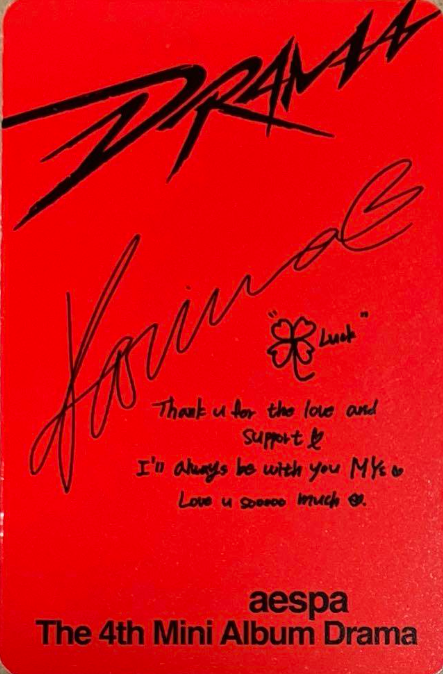 DRAMA
Karina
"🍀 Luck"
Thank u for the love and
support ♡
I'll always be with you MYs ♡
Love u sooooo much ☻.
aespa
The 4th Mini Album Drama